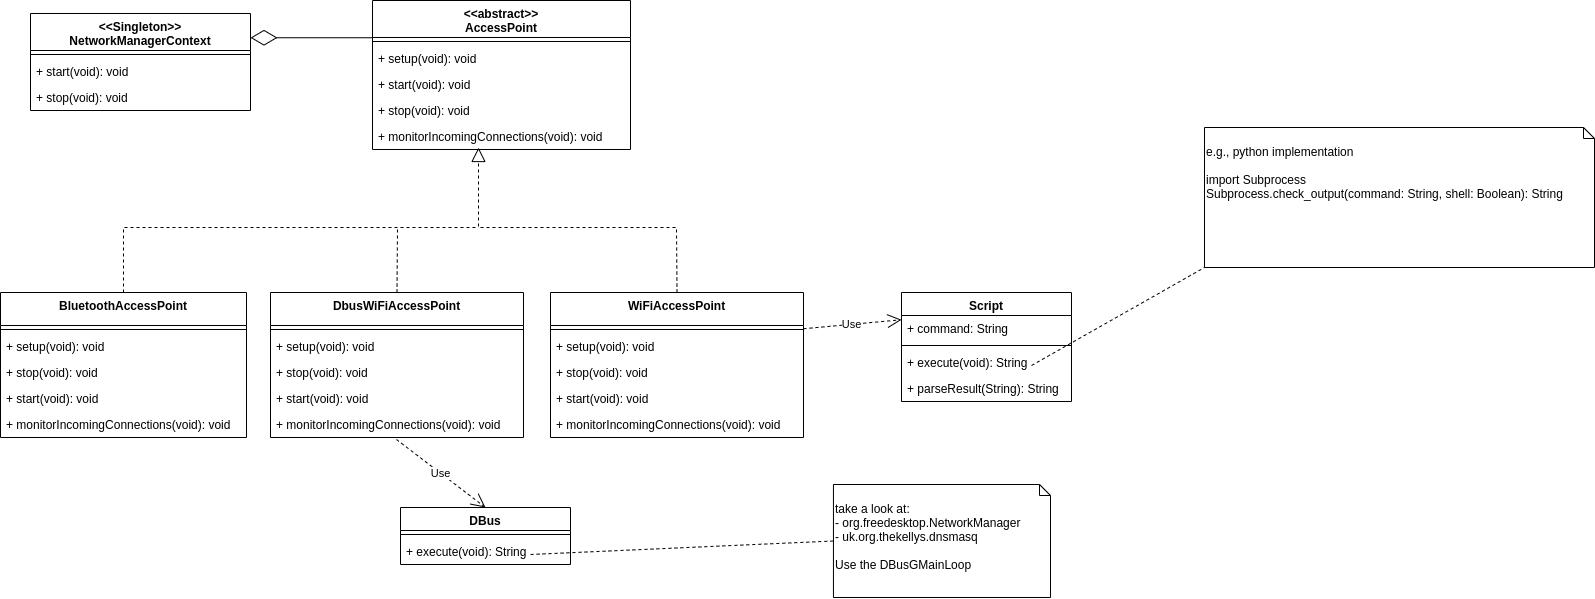 <<Singleton>>
NetworkManagerContext
+ start(void): void
+ stop(void): void
<<abstract>>
AccessPoint
+ setup(void): void
+ start(void): void
+ stop(void): void
+ monitorIncomingConnections(void): void
e.g., python implementation
import Subprocess
Subprocess.check_output(command: String, shell: Boolean): String
BluetoothAccessPoint
+ setup(void): void
+ stop(void): void
+ start(void): void
+ monitorIncomingConnections(void): void
DbusWiFiAccessPoint
+ setup(void): void
+ stop(void): void
+ start(void): void
+ monitorIncomingConnections(void): void
WiFiAccessPoint
+ setup(void): void
+ stop(void): void
+ start(void): void
+ monitorIncomingConnections(void): void
Use
Script
+ command: String
+ execute(void): String
+ parseResult(String): String
Use
DBus
+ execute(void): String
take a look at:
- org.freedesktop.NetworkManager
- uk.org.thekellys.dnsmasq
Use the DBusGMainLoop